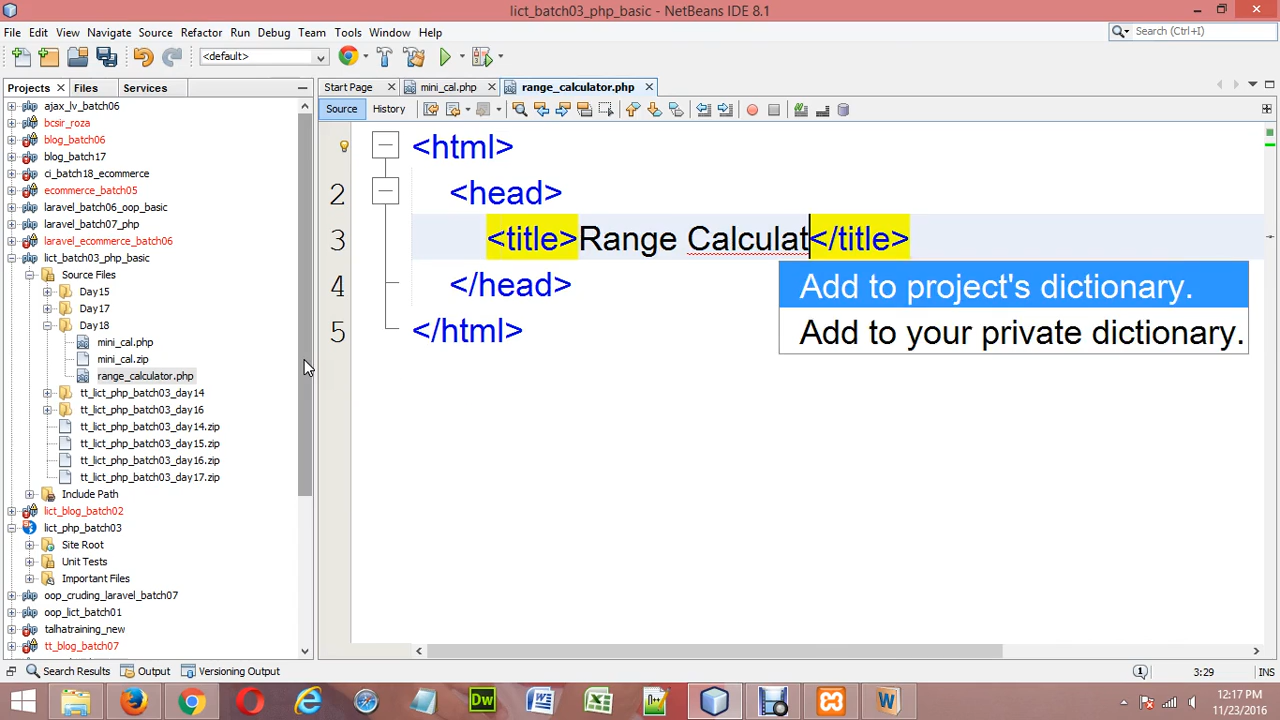 lict_batch03_php_basic - NetBeans IDE 8.1
File Edit View Navigate Source Refactor Run Debug Team Tools Window Help
Search (Ctrl+I)
<default>
Projects Files Services
Start Page mini_cal.php range_calculator.php
Source History
ajax_lv_batch06
bcsir_roza
blog_batch06
blog_batch17
ci_batch18_ecommerce
ecommerce_batch05
laravel_batch06_oop_basic
laravel_batch07_php
laravel_ecommerce_batch06
lict_batch03_php_basic
Source Files
Day15
Day17
Day18
mini_cal.php
mini_cal.zip
range_calculator.php
tt_lict_php_batch03_day14
tt_lict_php_batch03_day16
tt_lict_php_batch03_day14.zip
tt_lict_php_batch03_day15.zip
tt_lict_php_batch03_day16.zip
tt_lict_php_batch03_day17.zip
Include Path
lict_blog_batch02
lict_php_batch03
Site Root
Unit Tests
Important Files
oop_cruding_laravel_batch07
oop_lict_batch01
talhatraining_new
tt_blog_batch07
<html>
2 <head>
3 <title>Range Calculat</title>
4 </head>
5 </html>
Add to project's dictionary.
Add to your private dictionary.
Search Results Output Versioning Output
3:29 INS
12:17 PM
11/23/2016